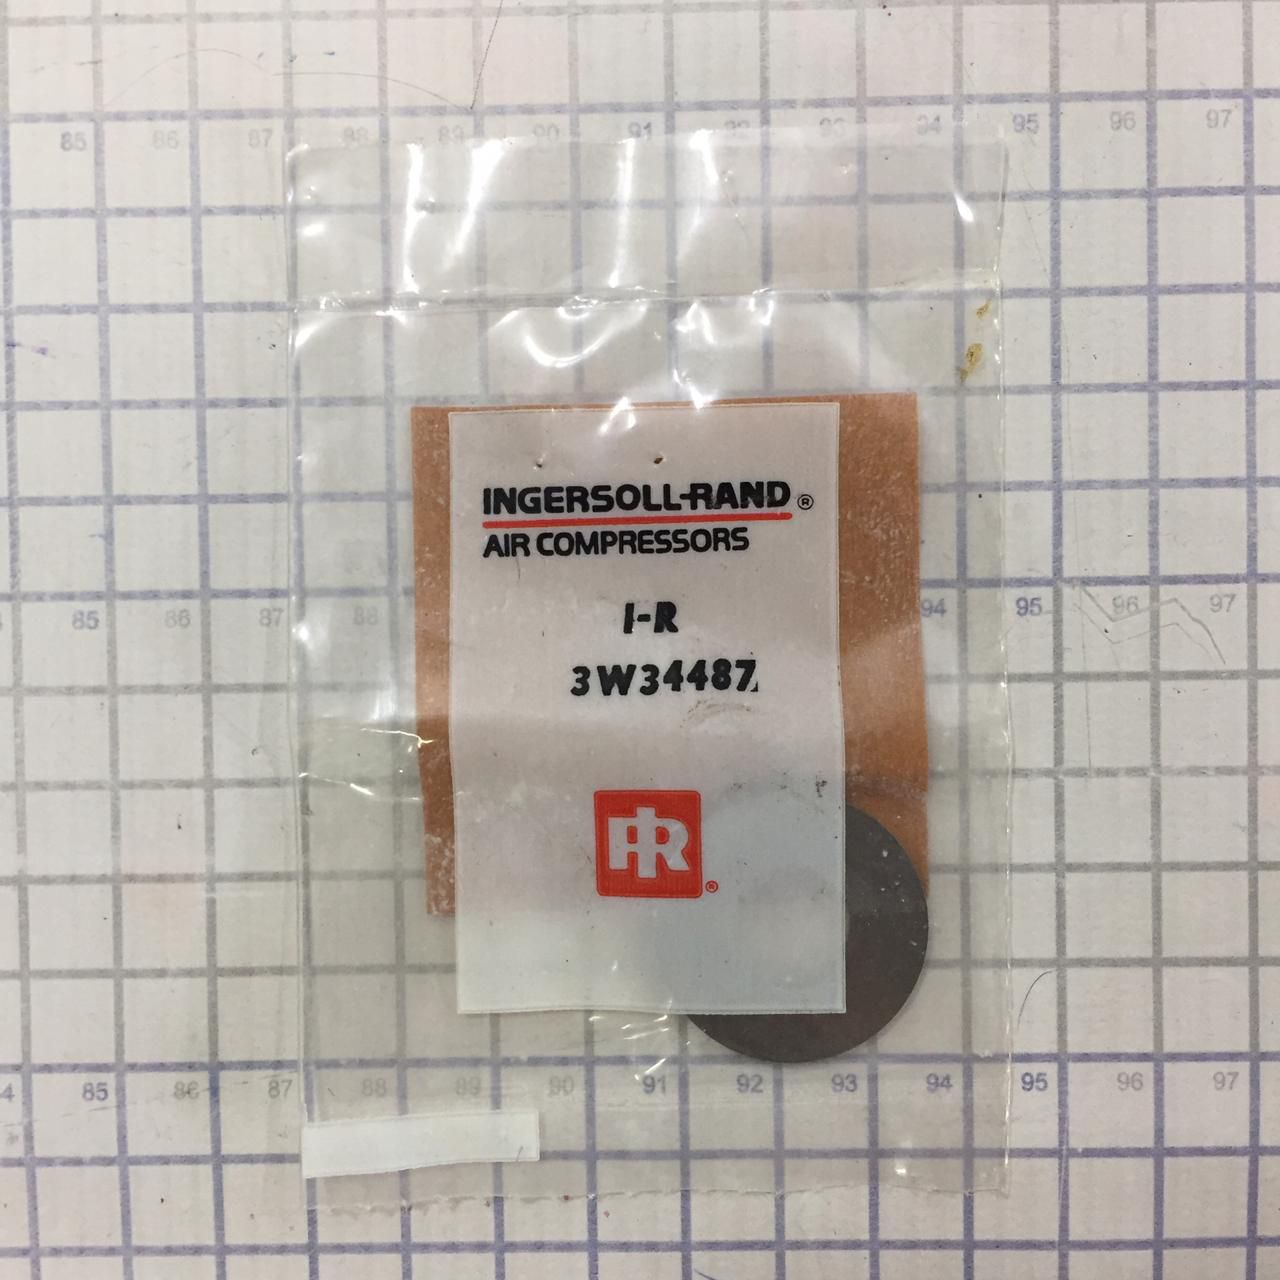 85 86 87 88 89 90 91 92 93 94 95 96 97
INGERSOLL-RAND®
AIR COMPRESSORS
I-R
85 86 87 88 94 95 96 97
3W34487
IR®
85 86 87 88 89 90 91 92 93 94 95 96 97